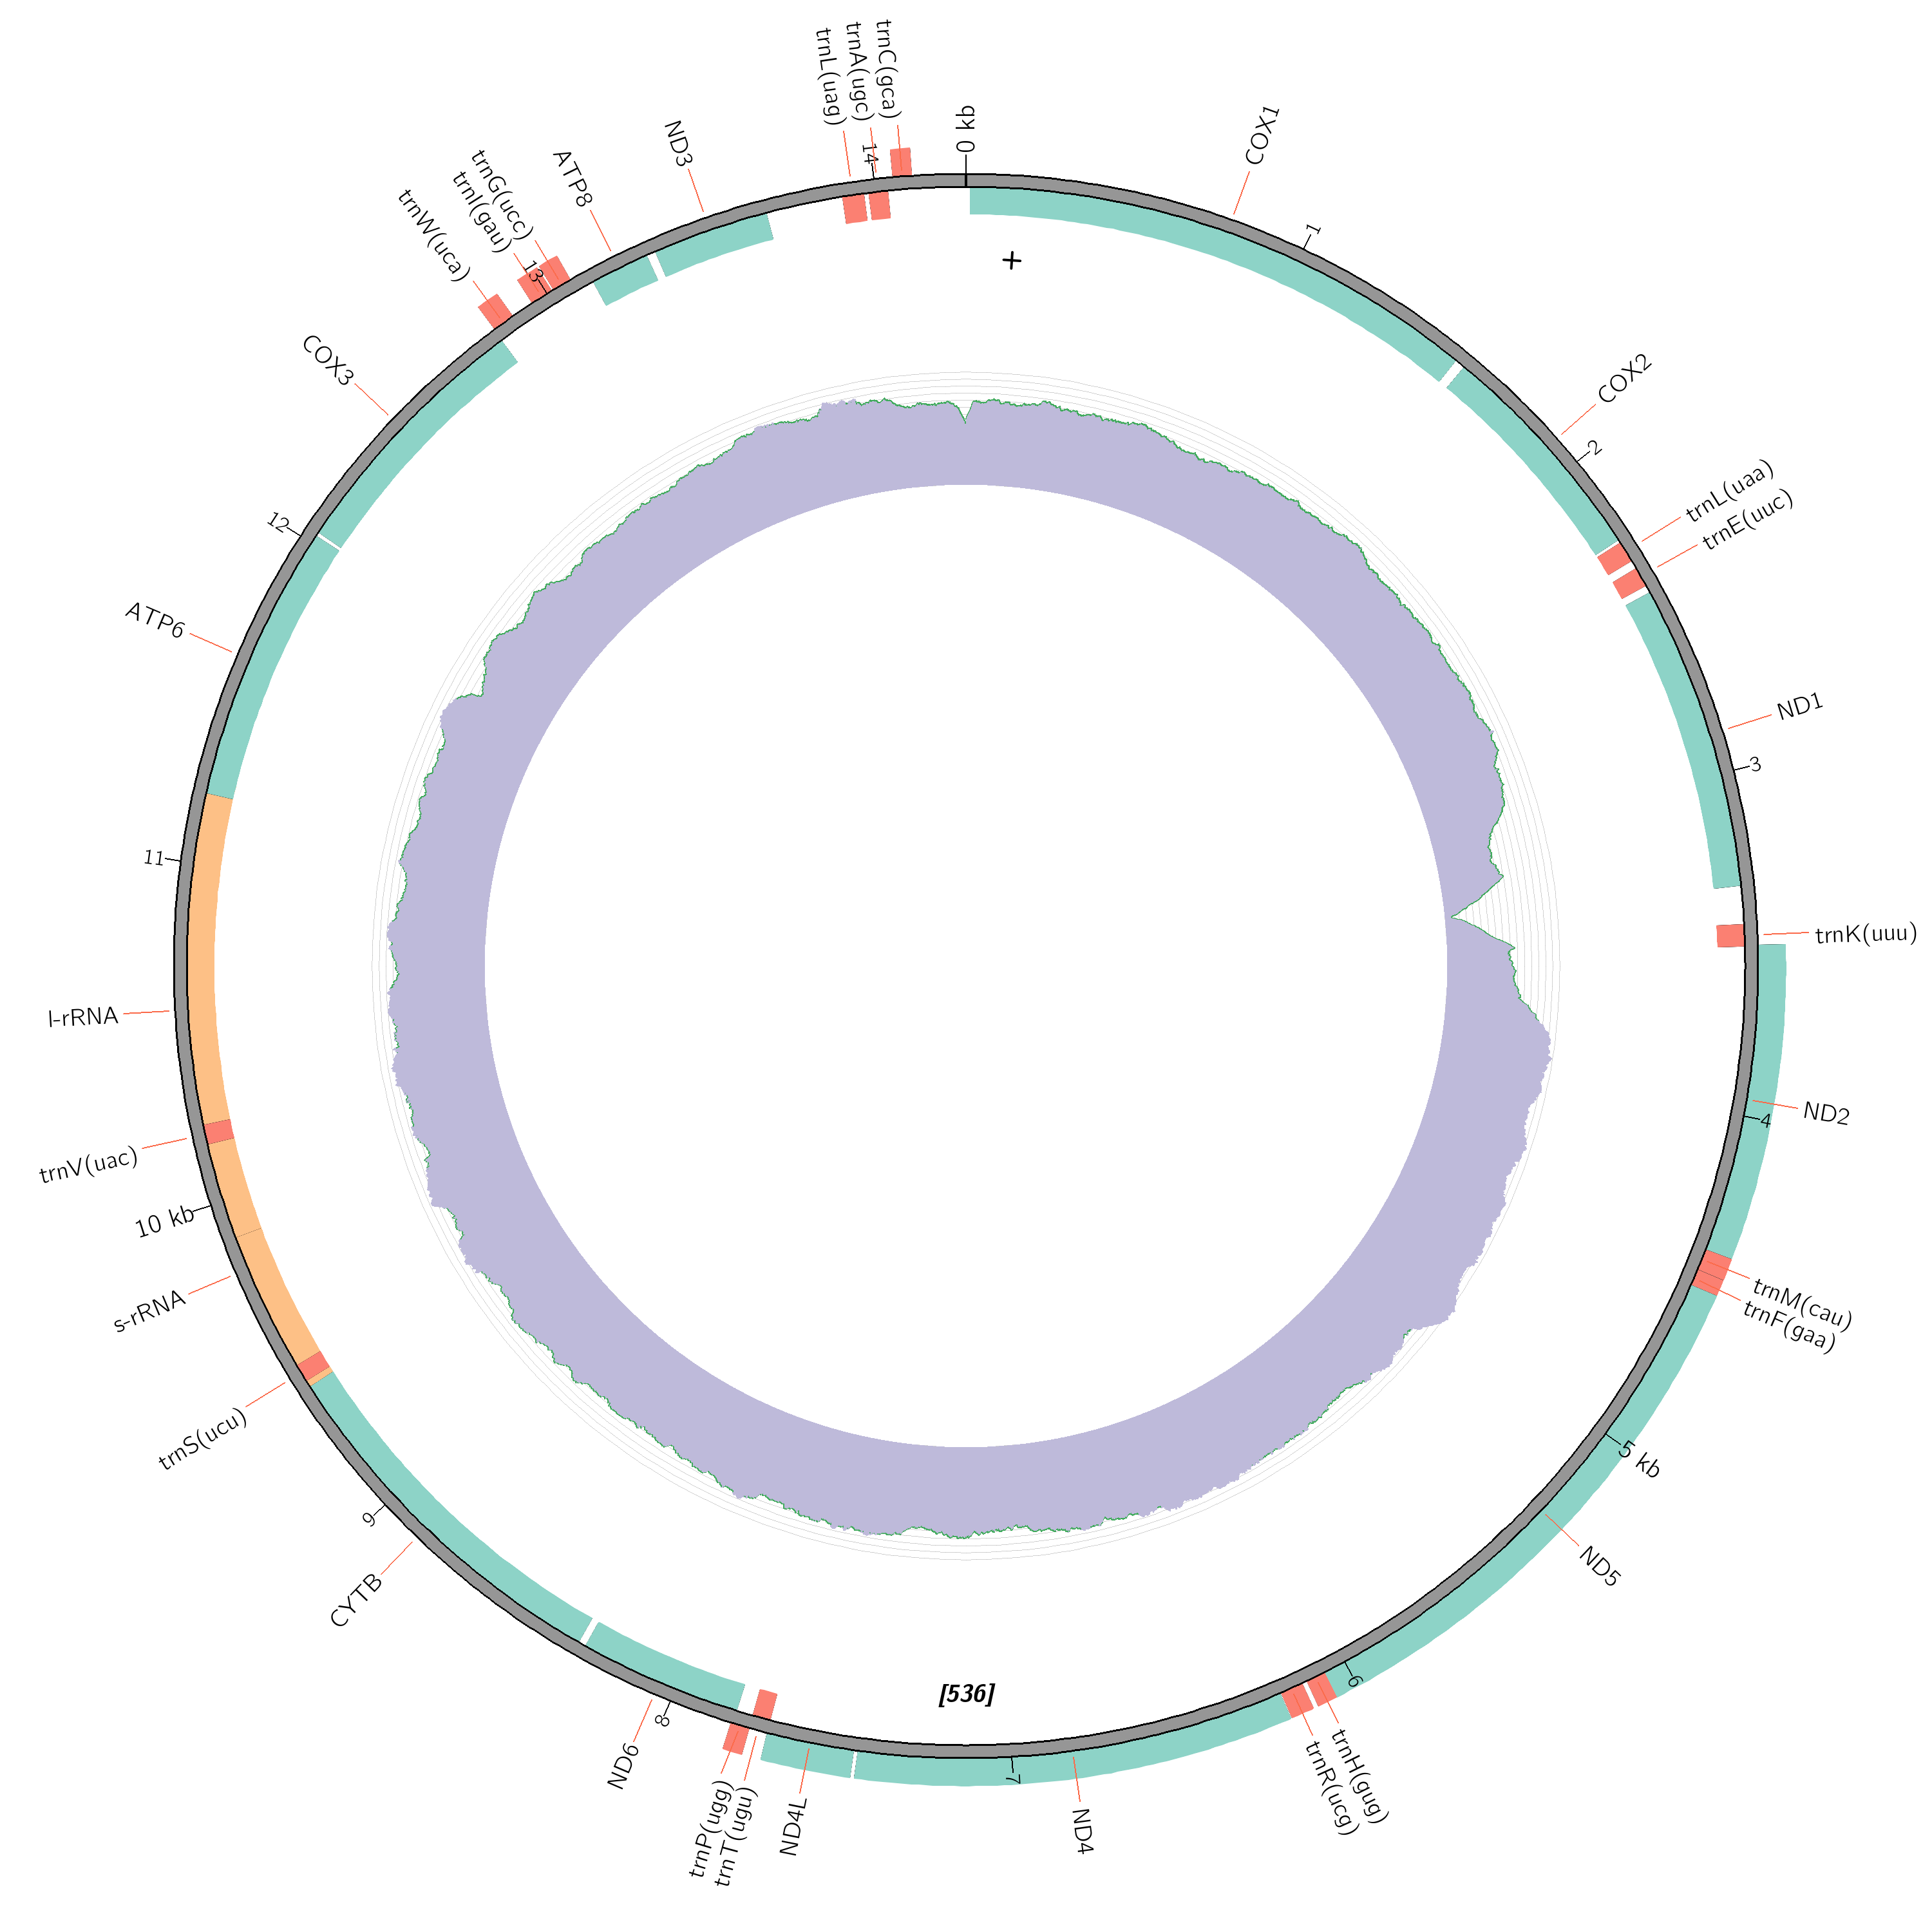 0 kb
COX1
1
COX2
2
trnL(uaa)
trnE(uuc)
ND1
3
trnK(uuu)
ND2
4
trnM(cau)
trnF(gaa)
5 kb
ND5
6
trnH(gug)
trnR(ucg)
ND4
7
ND4L
trnT(ugu)
trnP(ugg)
8
ND6
CYTB
9
trnS(ucu)
s-rRNA
10 kb
trnV(uac)
l-rRNA
11
ATP6
12
COX3
trnW(uca)
13
trnI(gau)
trnG(ucc)
ATP8
ND3
trnL(uag)
trnA(ugc)
14
trnC(gca)
+
[536]